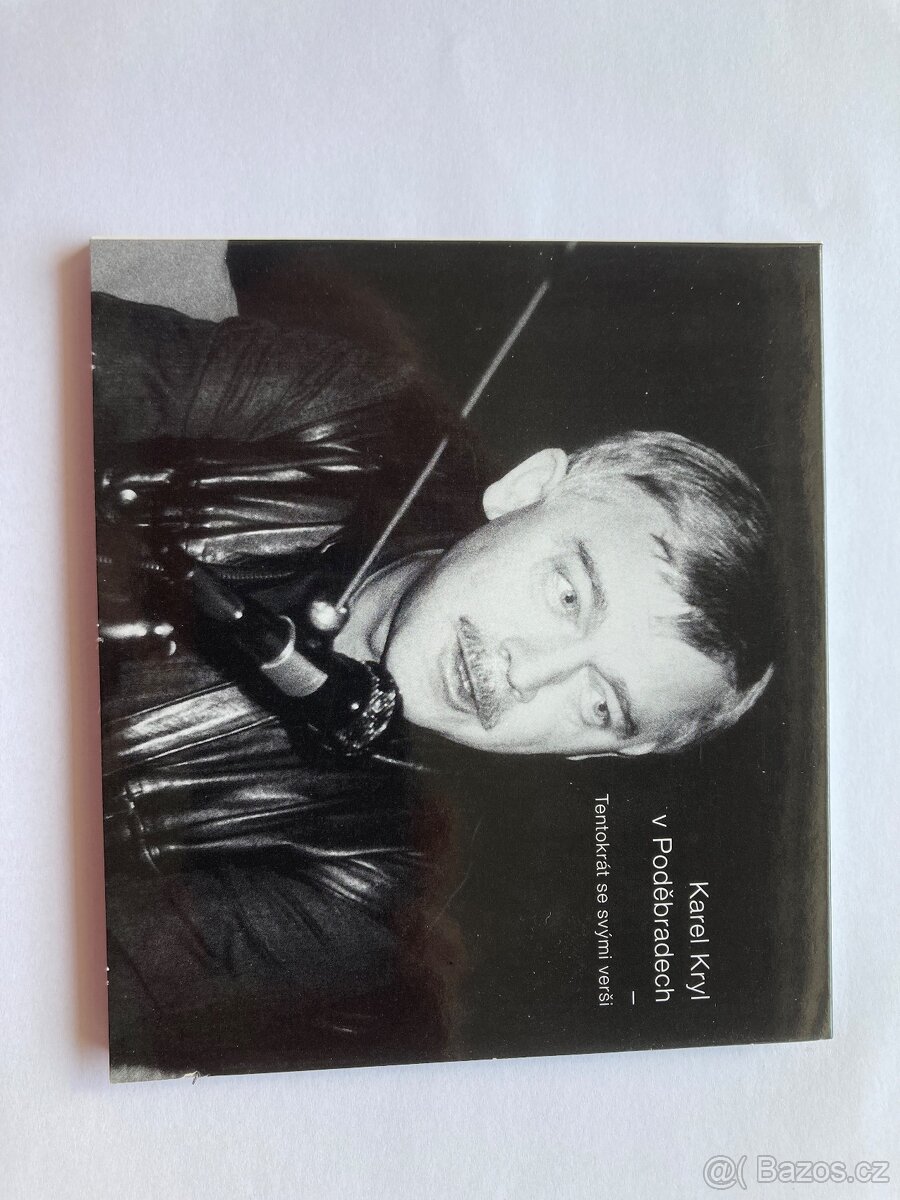 Karel Kryl
v Poděbradech
–
Tentokrát se svými verši
@( Bazos.cz